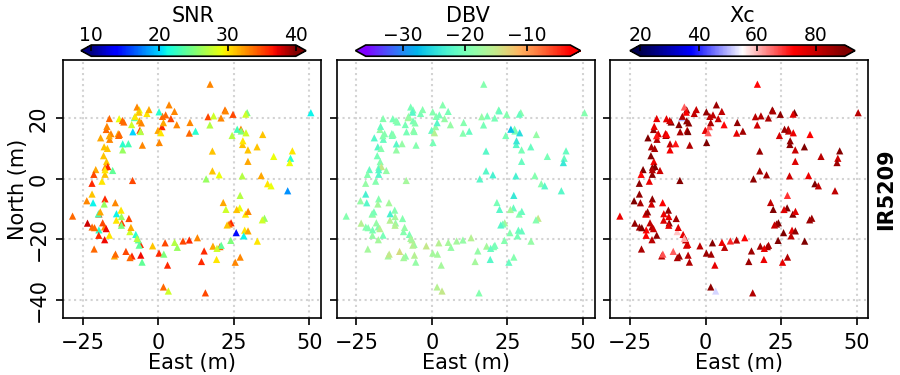 SNR DBV Xc
10 20 30 40 −30 −20 −10 20 40 60 80
20
0
−20
−40
North (m)
IR5209
−25 0 25 50 −25 0 25 50 −25 0 25 50
East (m) East (m) East (m)